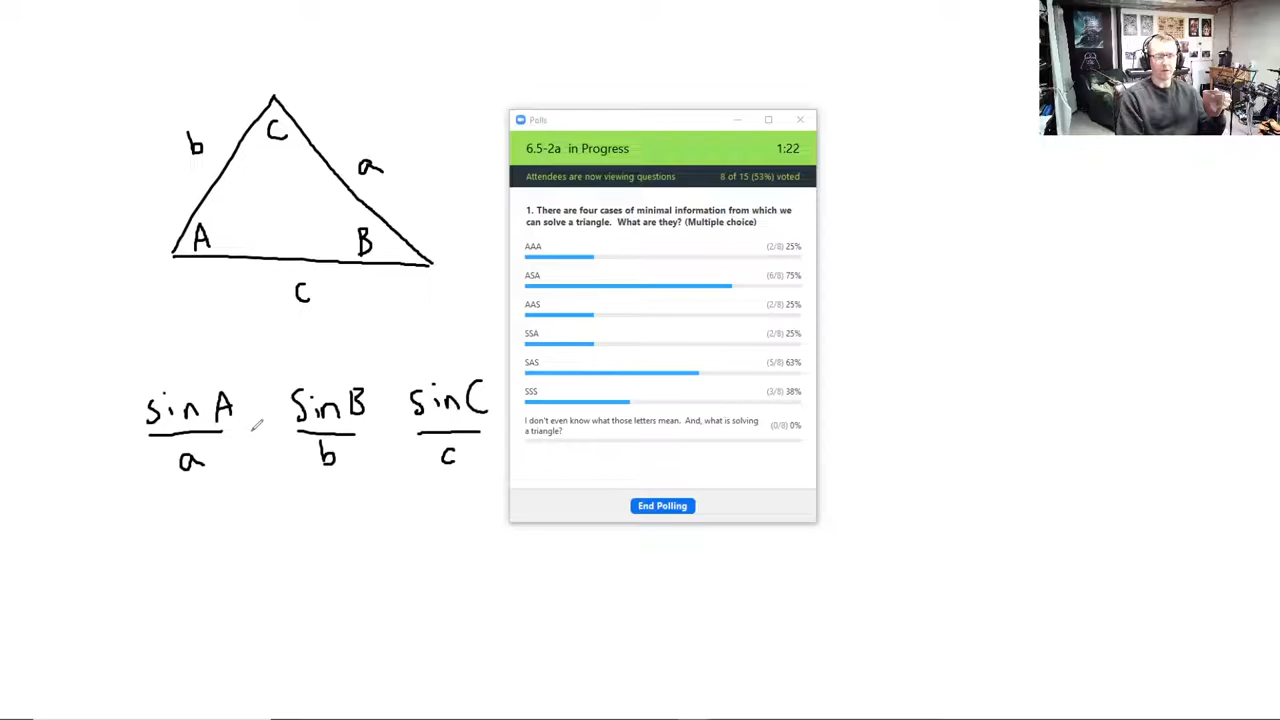 b
C
a
A
B
c
sin A
a
sin B
b
sin C
c
Polls
6.5-2a in Progress
1:22
Attendees are now viewing questions
8 of 15 (53%) voted
1. There are four cases of minimal information from which we
can solve a triangle. What are they? (Multiple choice)
AAA (2/8) 25%
ASA (6/8) 75%
AAS (2/8) 25%
SSA (2/8) 25%
SAS (5/8) 63%
SSS (3/8) 38%
I don't even know what those letters mean. And, what is solving
a triangle? (0/8) 0%
End Polling